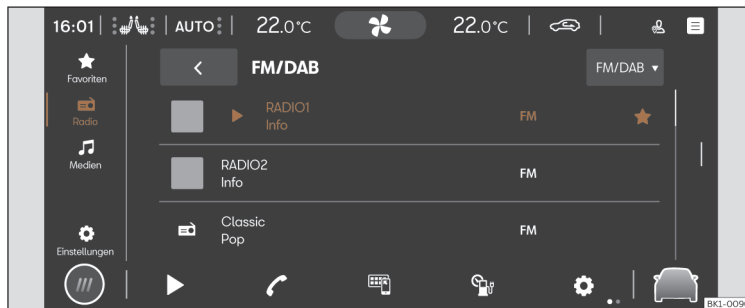 16:01 AUTO 22.0°C 22.0°C
Favoriten
Radio
Medien
Einstellungen
FM/DAB FM/DAB
RADIO1 FM
Info
RADIO2 FM
Info
Classic FM
Pop
BK1-0090